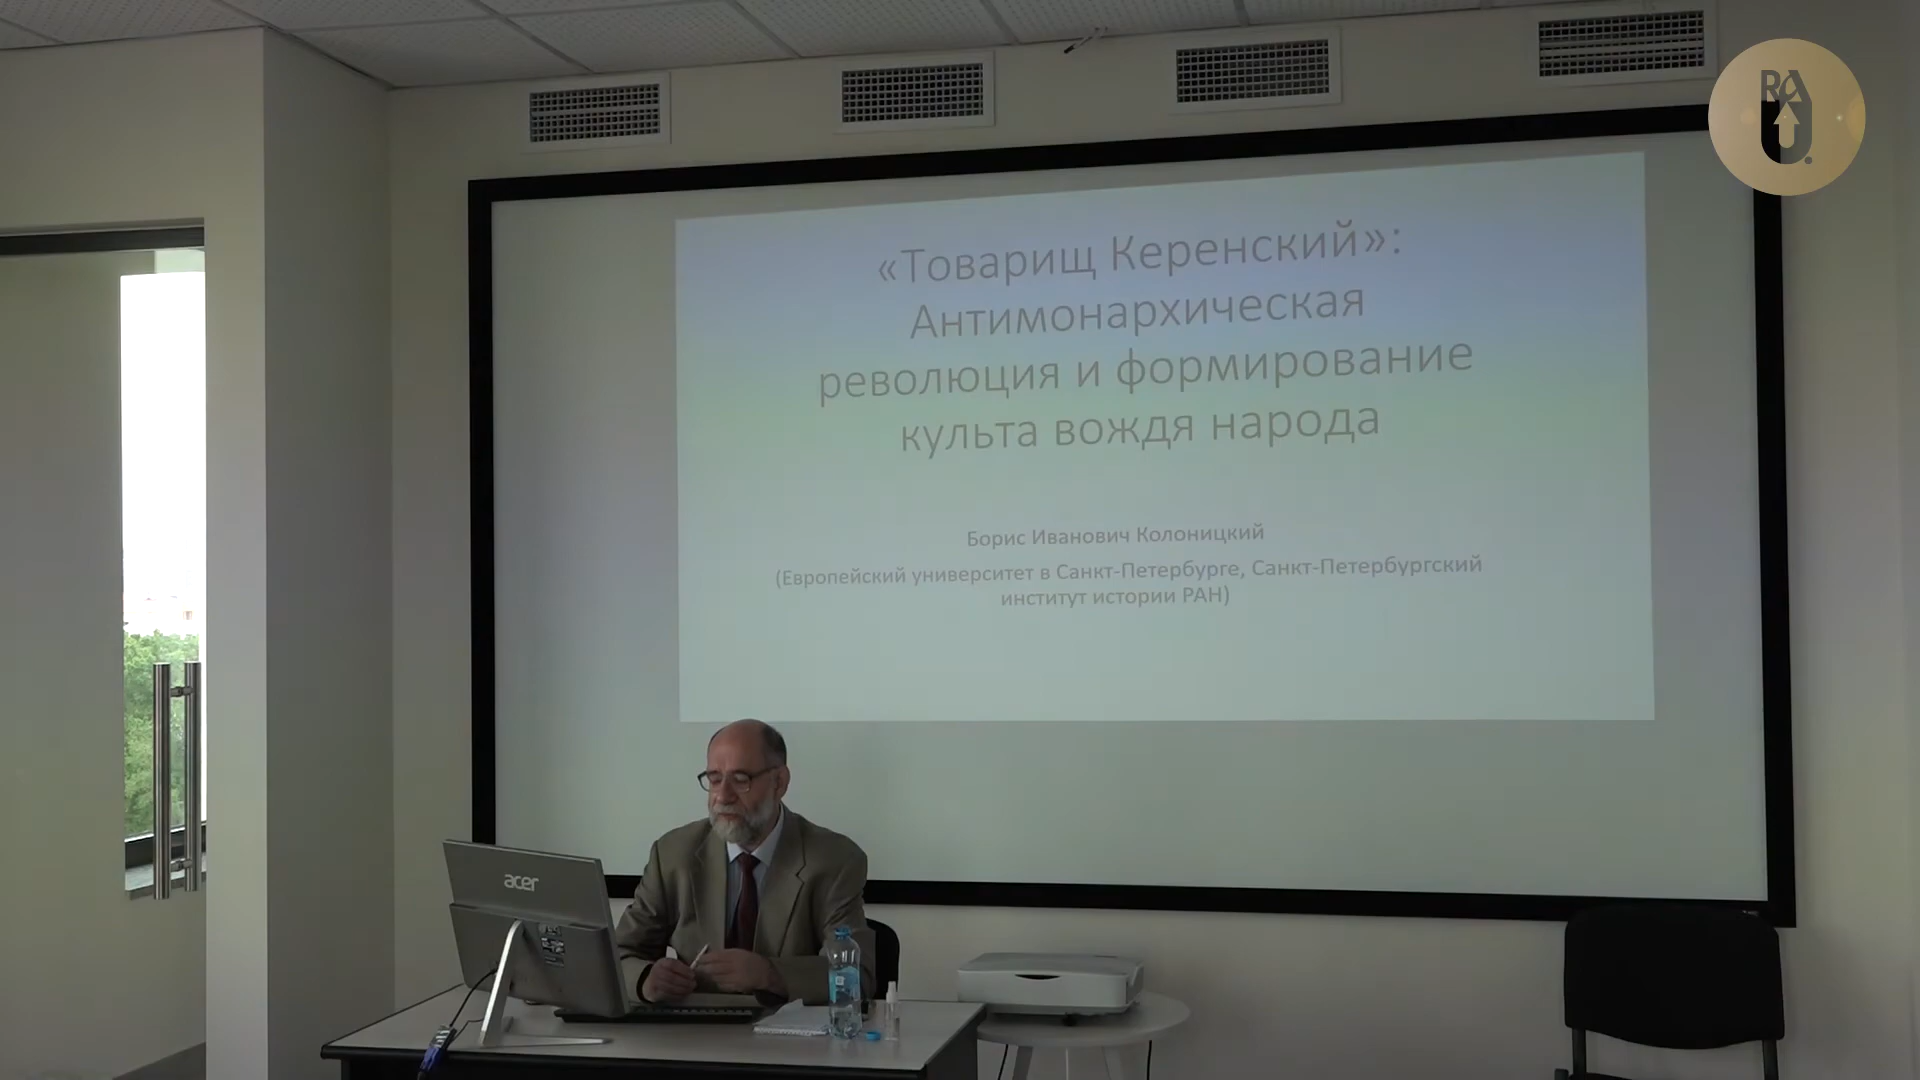 «Товарищ Керенский»:
Антимонархическая
революция и формирование
культа вождя народа
Борис Иванович Колоницкий
(Европейский университет в Санкт-Петербурге, Санкт-Петербургский
институт истории РАН)
RAU
acer